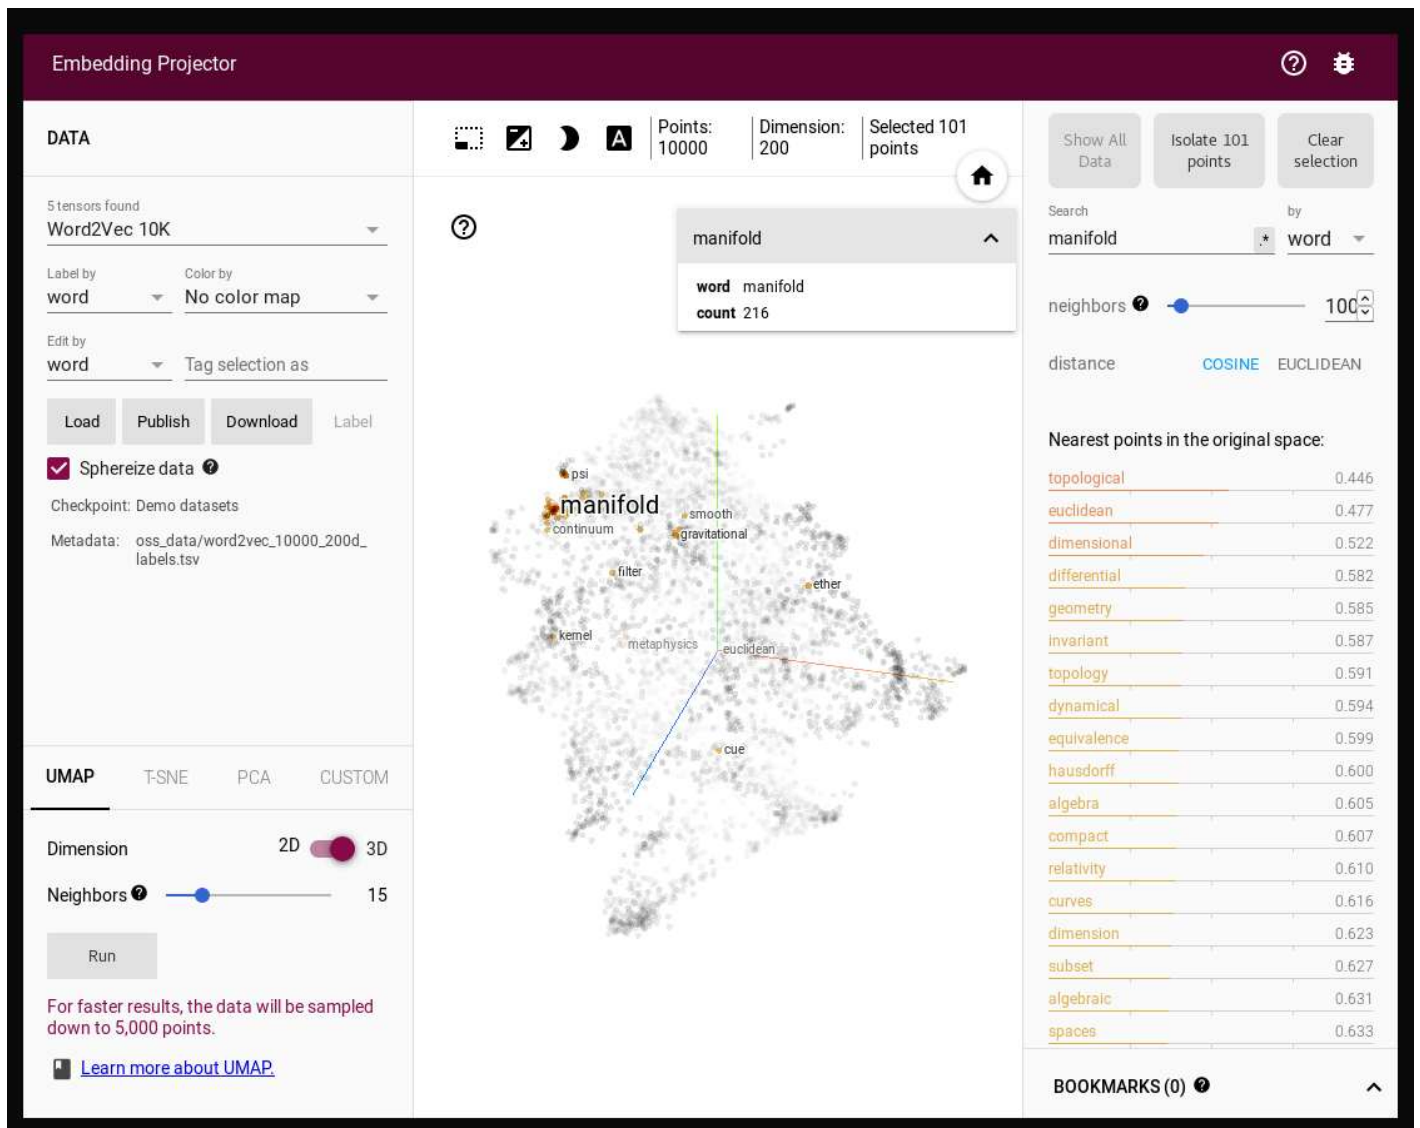 Embedding Projector
DATA
5 tensors found
Word2Vec 10K
Label by
Color by
word
No color map
Edit by
word
Tag selection as
Load
Publish
Download
Label
Sphereize data
Checkpoint: Demo datasets
Metadata: oss_data/word2vec_10000_200d_
labels.tsv
UMAP
T-SNE
PCA
CUSTOM
Dimension
2D
3D
Neighbors
15
Run
For faster results, the data will be sampled
down to 5,000 points.
Learn more about UMAP.
A
Points:
10000
Dimension:
200
Selected 101
points
manifold
word manifold
count 216
psi
manifold
continuum
smooth
gravitational
filter
ether
kernel
metaphysics
euclidean
cue
Show All
Data
Isolate 101
points
Clear
selection
Search
by
manifold
.*
word
neighbors
100
distance
COSINE
EUCLIDEAN
Nearest points in the original space:
topological 0.446
euclidean 0.477
dimensional 0.522
differential 0.582
geometry 0.585
invariant 0.587
topology 0.591
dynamical 0.594
equivalence 0.599
hausdorff 0.600
algebra 0.605
compact 0.607
relativity 0.610
curves 0.616
dimension 0.623
subset 0.627
algebraic 0.631
spaces 0.633
BOOKMARKS (0)